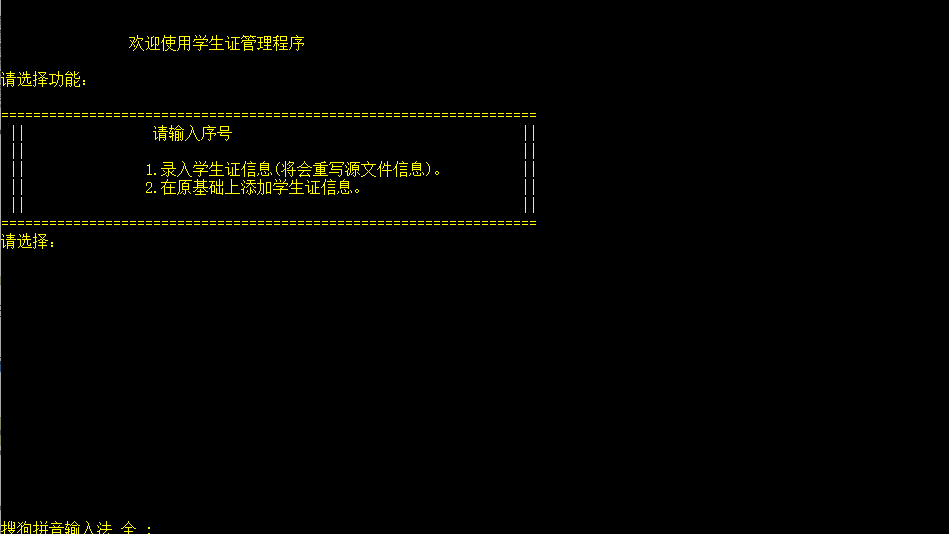 欢迎使用学生证管理程序
请选择功能:
===================================================================
|| 请输入序号 ||
|| ||
|| 1.录入学生证信息(将会重写源文件信息)。 ||
|| 2.在原基础上添加学生证信息。 ||
|| ||
===================================================================
请选择:
搜狗拼音输入法 全 :